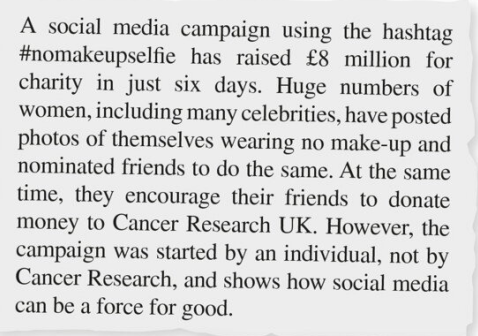 A social media campaign using the hashtag
#nomakeupselfie has raised £8 million for
charity in just six days. Huge numbers of
women, including many celebrities, have posted
photos of themselves wearing no make-up and
nominated friends to do the same. At the same
time, they encourage their friends to donate
money to Cancer Research UK. However, the
campaign was started by an individual, not by
Cancer Research, and shows how social media
can be a force for good.